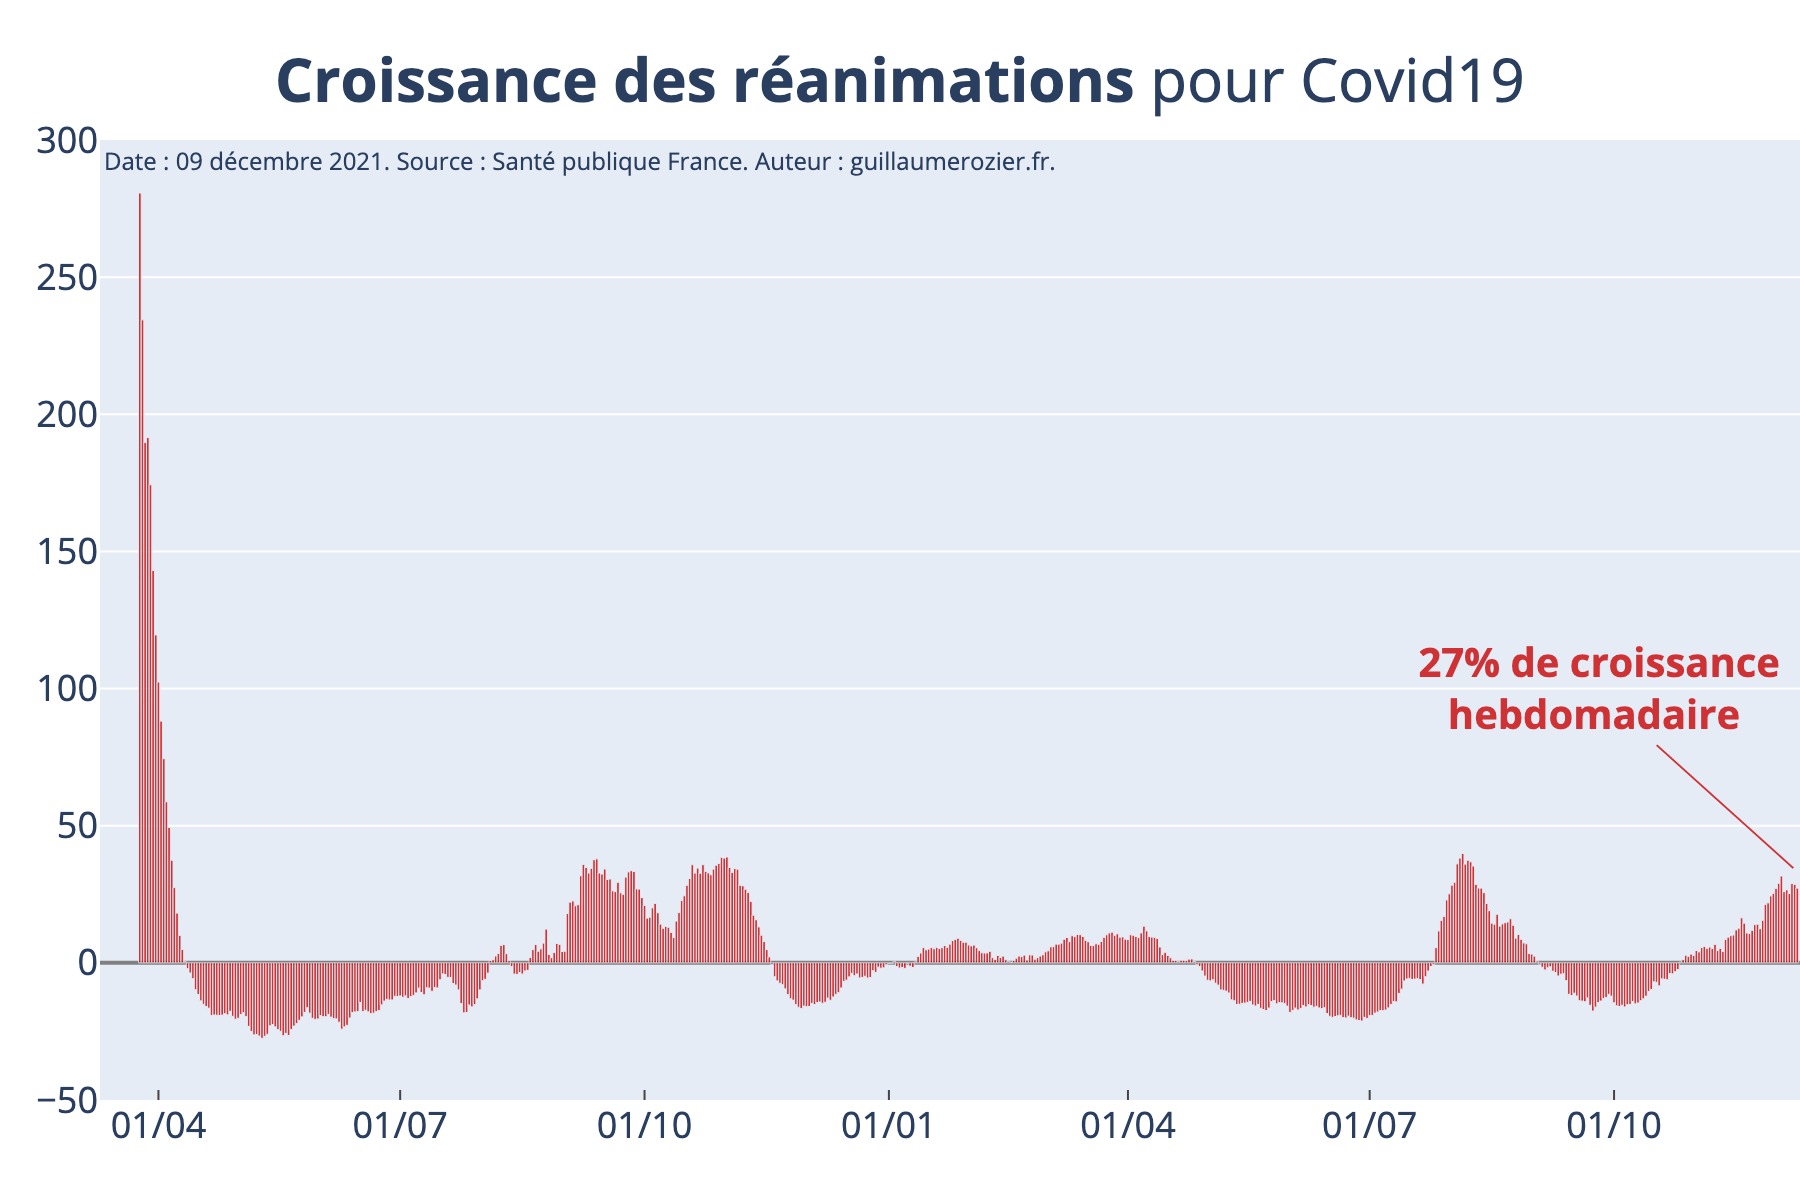 Croissance des réanimations pour Covid19
300
Date : 09 décembre 2021. Source : Santé publique France. Auteur : guillaumerozier.fr.
250
200
150
27% de croissance
100
hebdomadaire
50
0
−50
01/04 01/07 01/10 01/01 01/04 01/07 01/10